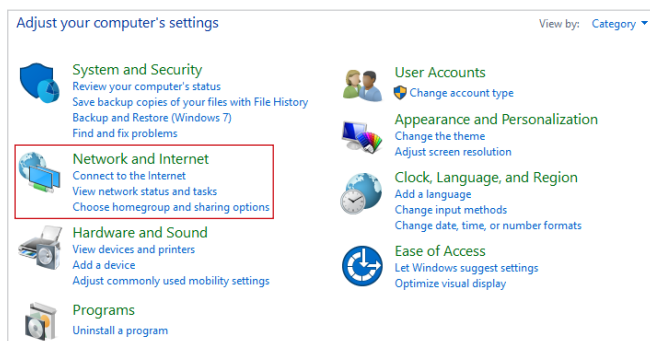 Adjust your computer's settings
View by: Category
System and Security
Review your computer's status
Save backup copies of your files with File History
Backup and Restore (Windows 7)
Find and fix problems
Network and Internet
Connect to the Internet
View network status and tasks
Choose homegroup and sharing options
Hardware and Sound
View devices and printers
Add a device
Adjust commonly used mobility settings
Programs
Uninstall a program
User Accounts
Change account type
Appearance and Personalization
Change the theme
Adjust screen resolution
Clock, Language, and Region
Add a language
Change input methods
Change date, time, or number formats
Ease of Access
Let Windows suggest settings
Optimize visual display